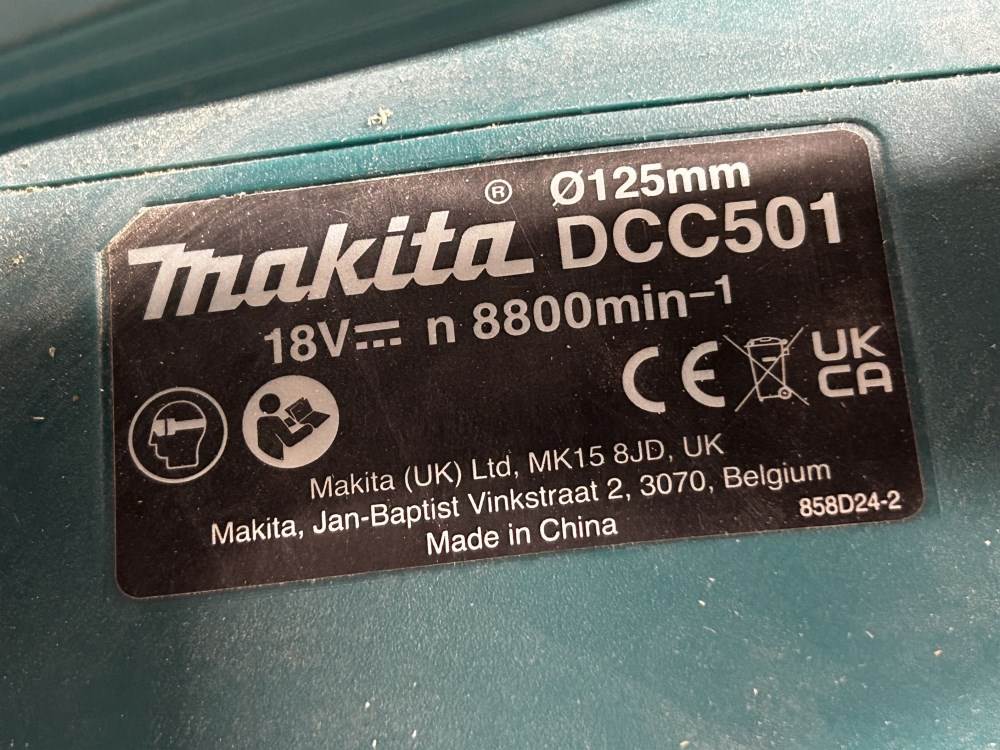 Makita® Ø125mm
DCC501
18V⎓ n 8800min–1
CE UK
CA
Makita (UK) Ltd, MK15 8JD, UK
Makita, Jan-Baptist Vinkstraat 2, 3070, Belgium
Made in China 858D24-2